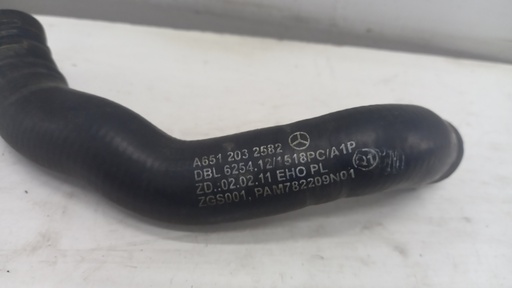 A651 203 2582
DBL 6254.12/1518PC/A1P
ZD.:02.02.11 EHO PL
ZGS001, PAM782209N01